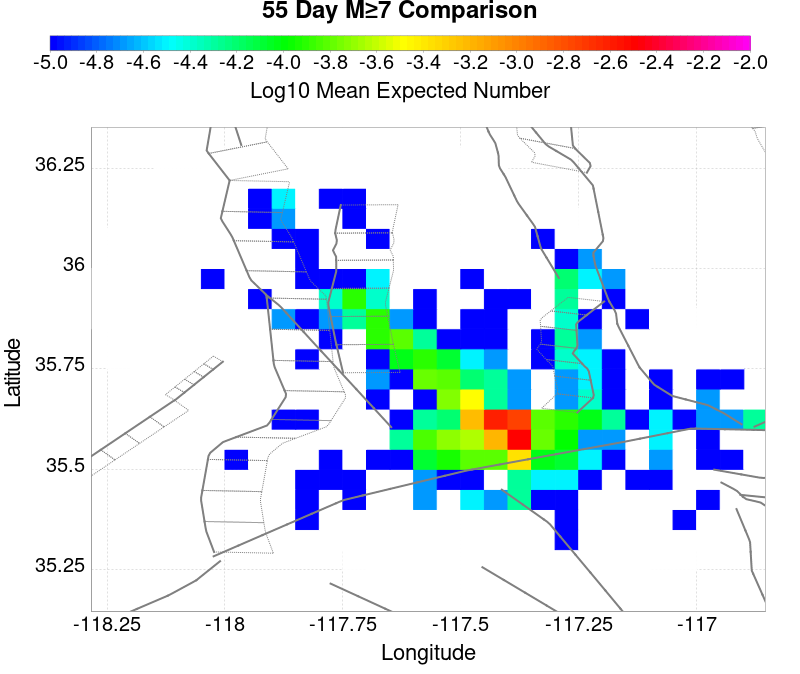 55 Day M≥7 Comparison
-5.0 -4.8 -4.6 -4.4 -4.2 -4.0 -3.8 -3.6 -3.4 -3.2 -3.0 -2.8 -2.6 -2.4 -2.2 -2.0
Log10 Mean Expected Number
36.25
36
35.75
35.5
35.25
Latitude
-118.25 -118 -117.75 -117.5 -117.25 -117
Longitude